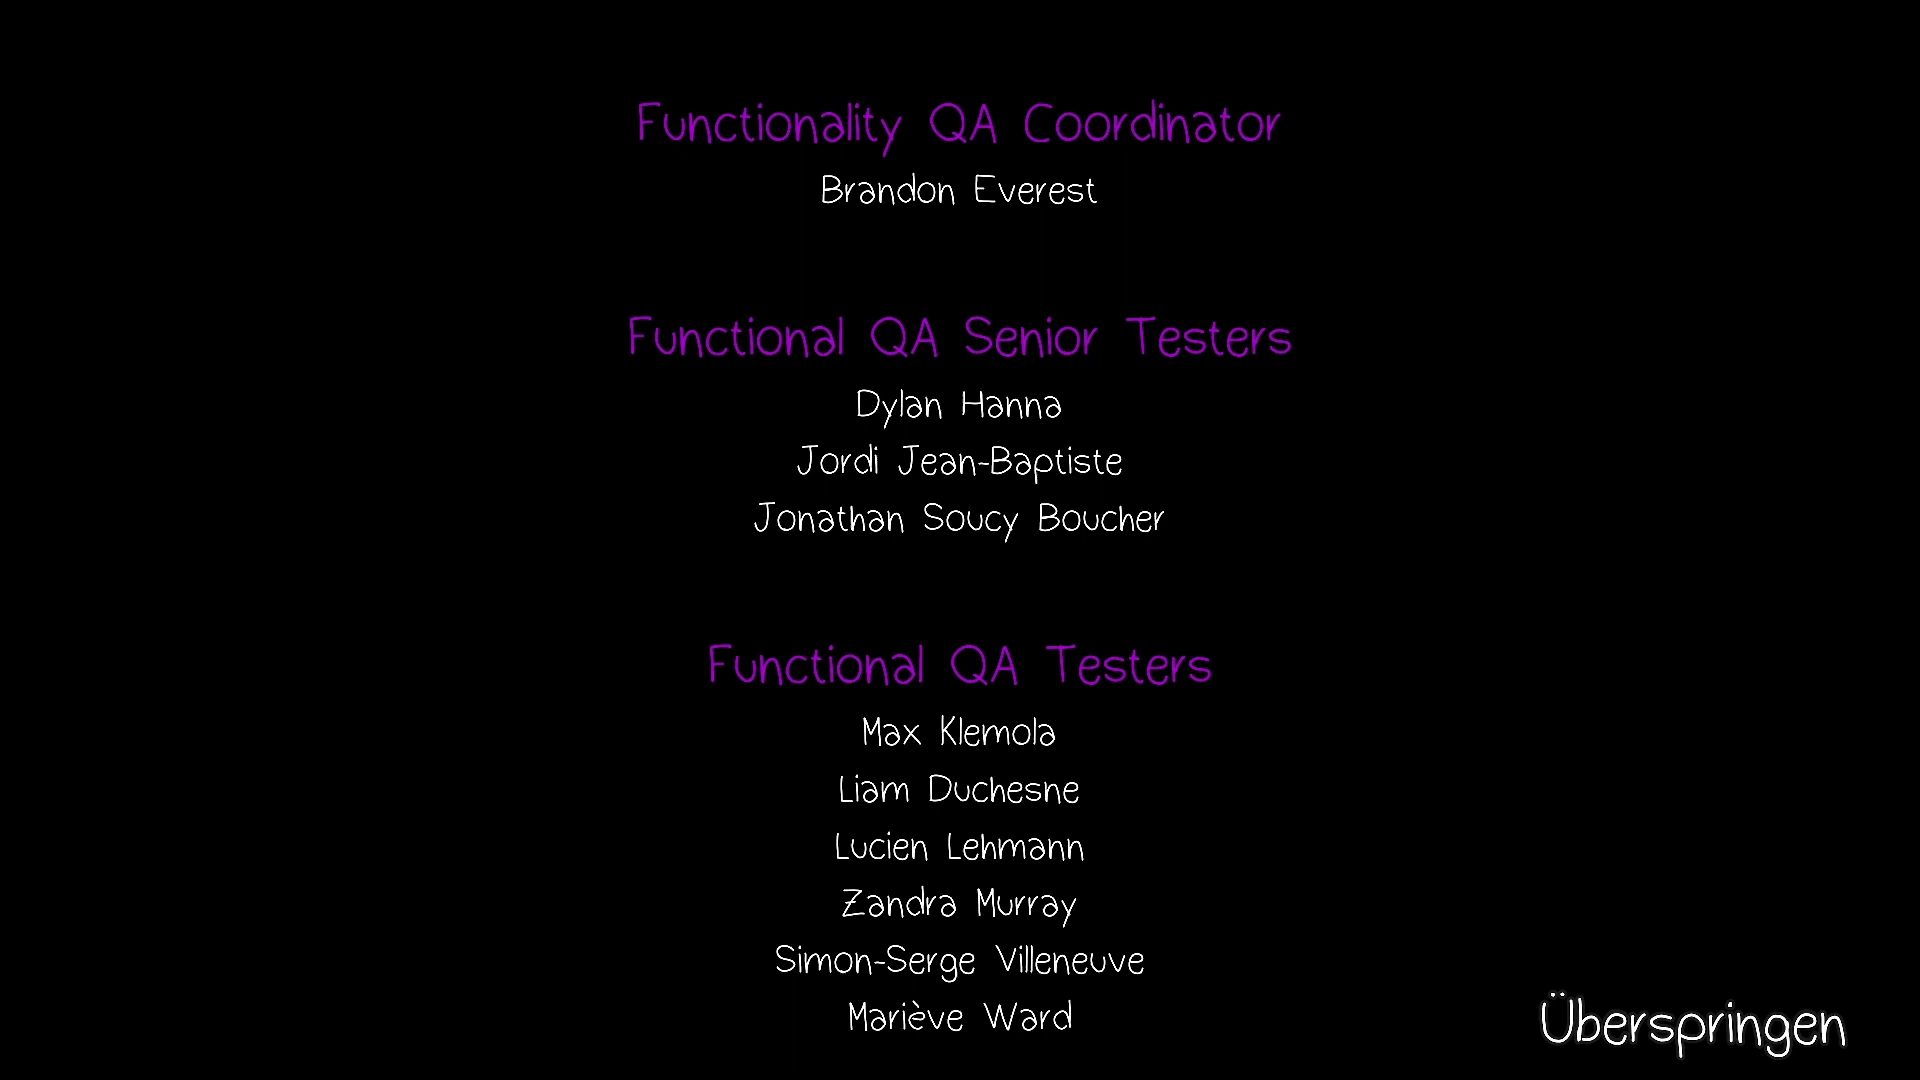 Functionality QA Coordinator
Brandon Everest
Functional QA Senior Testers
Dylan Hanna
Jordi Jean-Baptiste
Jonathan Soucy Boucher
Functional QA Testers
Max Klemola
Liam Duchesne
Lucien Lehmann
Zandra Murray
Simon-Serge Villeneuve
Mariève Ward
Überspringen